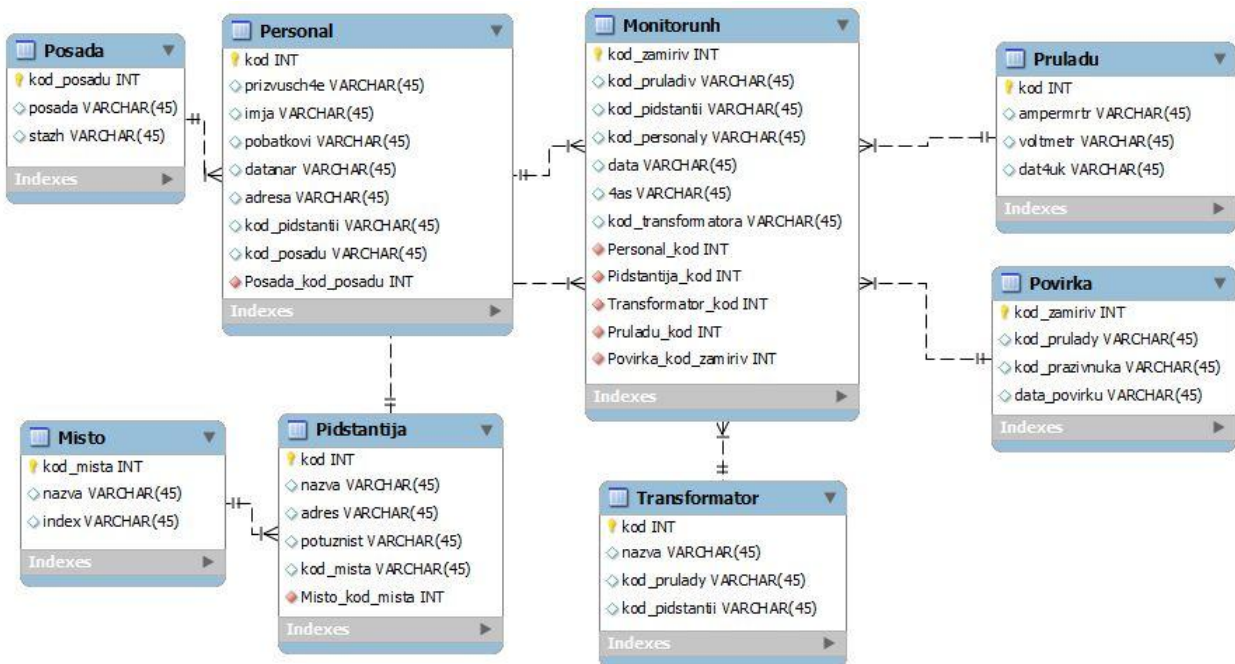 Posada
kod_posadu INT
posada VARCHAR(45)
stazh VARCHAR(45)
Indexes
Personal
kod INT
prizvusch4e VARCHAR(45)
imja VARCHAR(45)
pobatkovi VARCHAR(45)
datanar VARCHAR(45)
adresa VARCHAR(45)
kod_pidstantii VARCHAR(45)
kod_posadu VARCHAR(45)
Posada_kod_posadu INT
Indexes
Monitorunh
kod_zamiriv INT
kod_pruladiv VARCHAR(45)
kod_pidstantii VARCHAR(45)
kod_personaly VARCHAR(45)
data VARCHAR(45)
4as VARCHAR(45)
kod_transformatora VARCHAR(45)
Personal_kod INT
Pidstantija_kod INT
Transformator_kod INT
Pruladu_kod INT
Povirka_kod_zamiriv INT
Indexes
Pruladu
kod INT
ampermrtr VARCHAR(45)
voltmetr VARCHAR(45)
dat4uk VARCHAR(45)
Indexes
Povirka
kod_zamiriv INT
kod_prulady VARCHAR(45)
kod_prazivnuka VARCHAR(45)
data_povirku VARCHAR(45)
Indexes
Misto
kod_mista INT
nazva VARCHAR(45)
index VARCHAR(45)
Indexes
Pidstantija
kod INT
nazva VARCHAR(45)
adres VARCHAR(45)
potuznist VARCHAR(45)
kod_mista VARCHAR(45)
Misto_kod_mista INT
Indexes
Transformator
kod INT
nazva VARCHAR(45)
kod_prulady VARCHAR(45)
kod_pidstantii VARCHAR(45)
Indexes